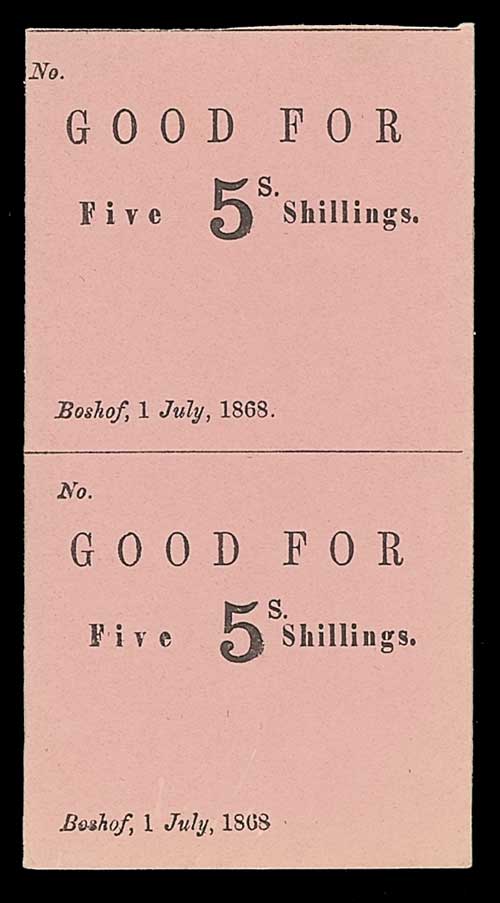 No.
GOOD FOR
Five 5S. Shillings.
Boshof, 1 July, 1868.
No.
GOOD FOR
Five 5S. Shillings.
Boshof, 1 July, 1868